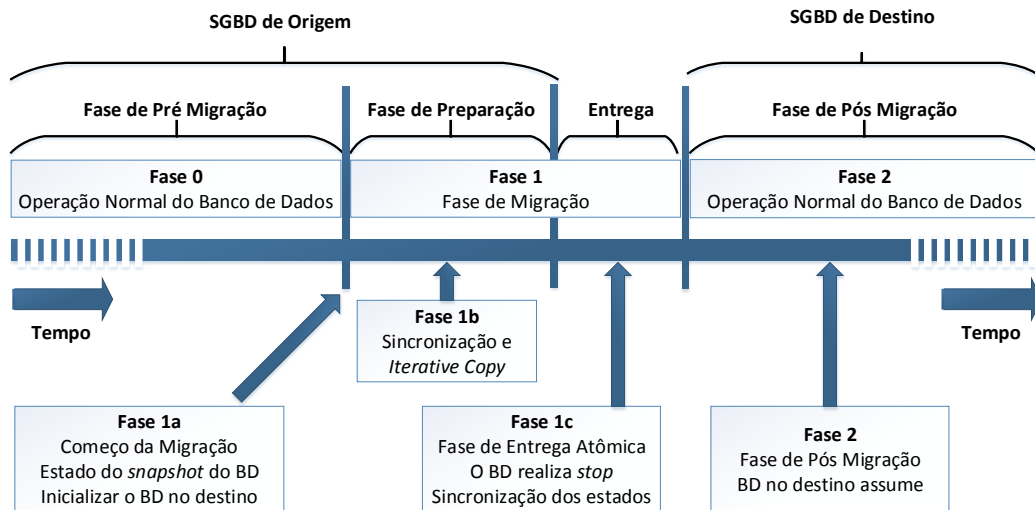 SGBD de Origem
SGBD de Destino
Fase de Pré Migração
Fase de Preparação
Entrega
Fase de Pós Migração
Fase 0
Operação Normal do Banco de Dados
Fase 1
Fase de Migração
Fase 2
Operação Normal do Banco de Dados
Tempo
Tempo
Fase 1b
Sincronização e
Iterative Copy
Fase 1a
Começo da Migração
Estado do snapshot do BD
Inicializar o BD no destino
Fase 1c
Fase de Entrega Atômica
O BD realiza stop
Sincronização dos estados
Fase 2
Fase de Pós Migração
BD no destino assume